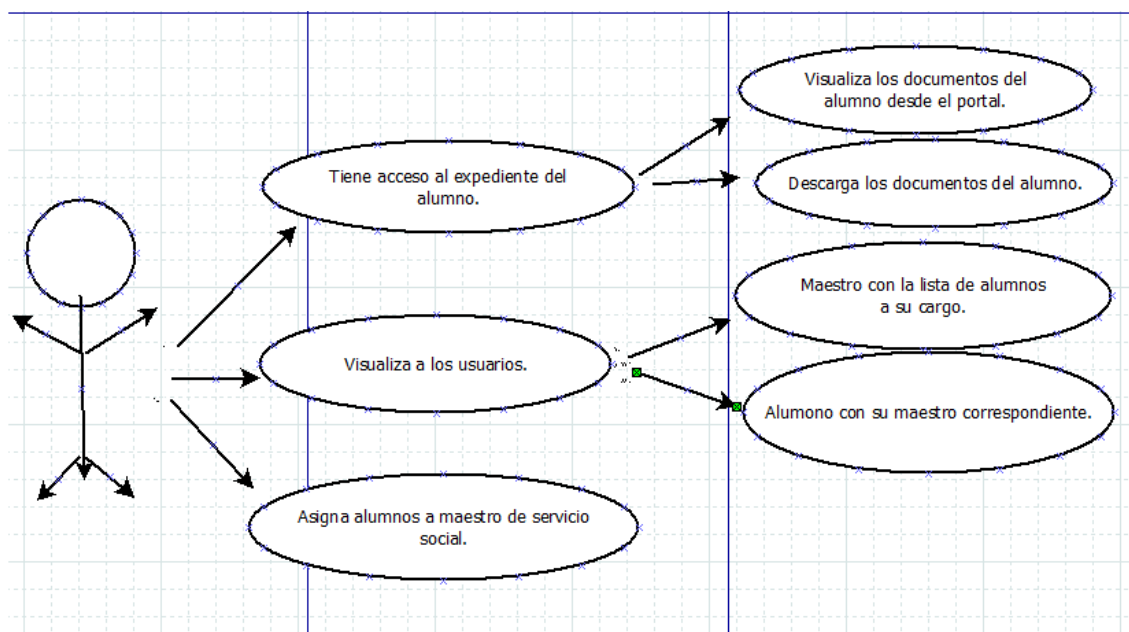 Visualiza los documentos del
alumno desde el portal.
Tiene acceso al expediente del
alumno.
Descarga los documentos del alumno.
Maestro con la lista de alumnos
a su cargo.
Visualiza a los usuarios.
Alumono con su maestro correspondiente.
Asigna alumnos a maestro de servicio
social.